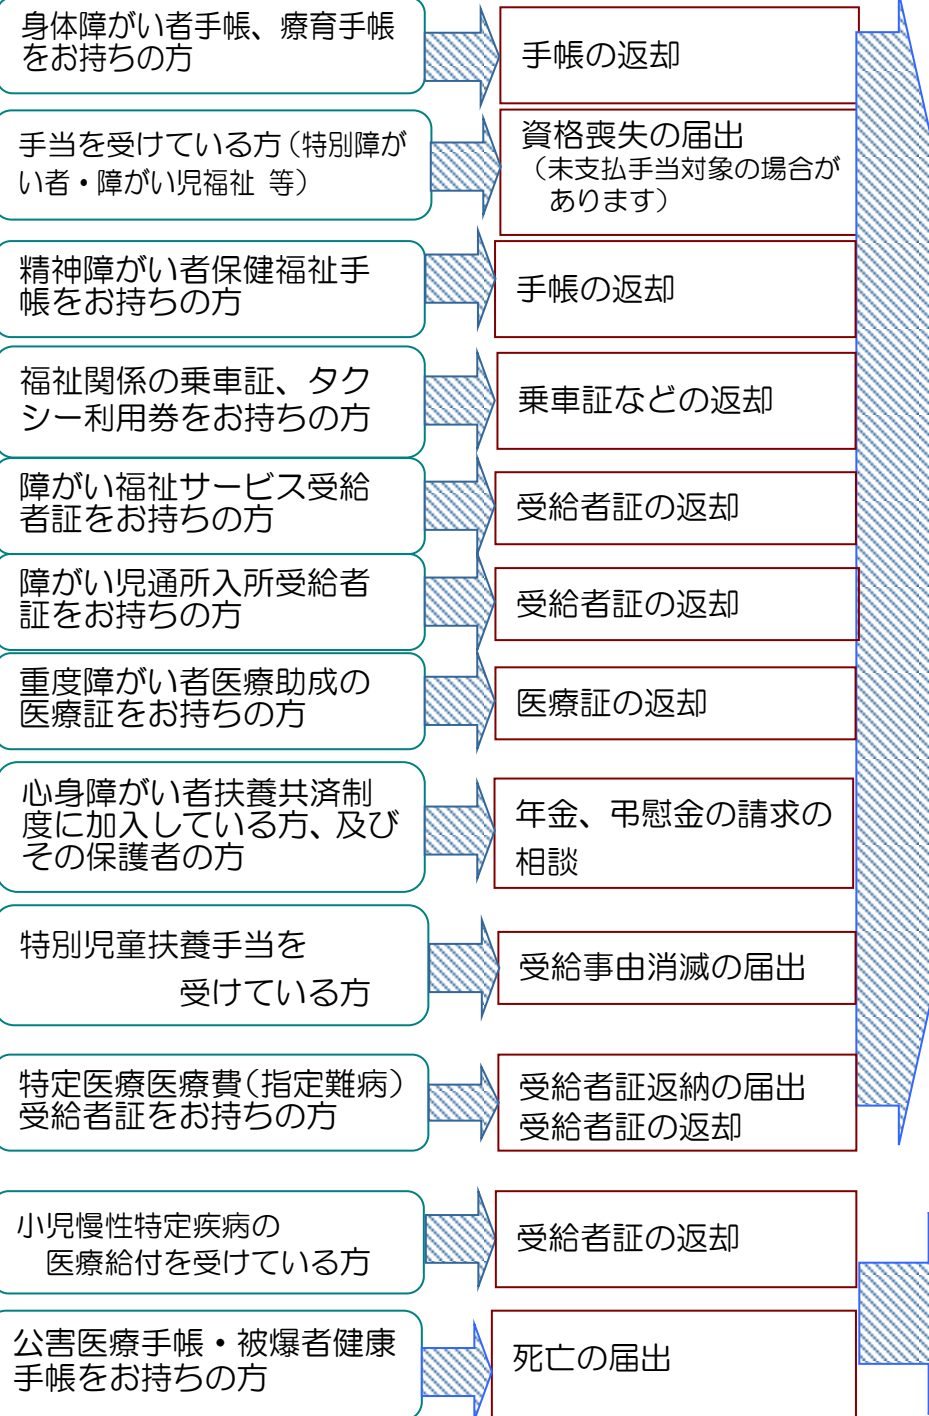 身体障がい者手帳、療育手帳
をお持ちの方
手帳の返却
手当を受けている方（特別障が
い者・障がい児福祉 等）
資格喪失の届出
（未支払手当対象の場合が
あります）
精神障がい者保健福祉手
帳をお持ちの方
手帳の返却
福祉関係の乗車証、タク
シー利用券をお持ちの方
乗車証などの返却
障がい福祉サービス受給
者証をお持ちの方
受給者証の返却
障がい児通所入所受給者
証をお持ちの方
受給者証の返却
重度障がい者医療助成の
医療証をお持ちの方
医療証の返却
心身障がい者扶養共済制
度に加入している方、及び
その保護者の方
年金、弔慰金の請求の
相談
特別児童扶養手当を
受けている方
受給事由消滅の届出
特定医療医療費（指定難病）
受給者証をお持ちの方
受給者証返納の届出
受給者証の返却
小児慢性特定疾病の
医療給付を受けている方
受給者証の返却
公害医療手帳・被爆者健康
手帳をお持ちの方
死亡の届出